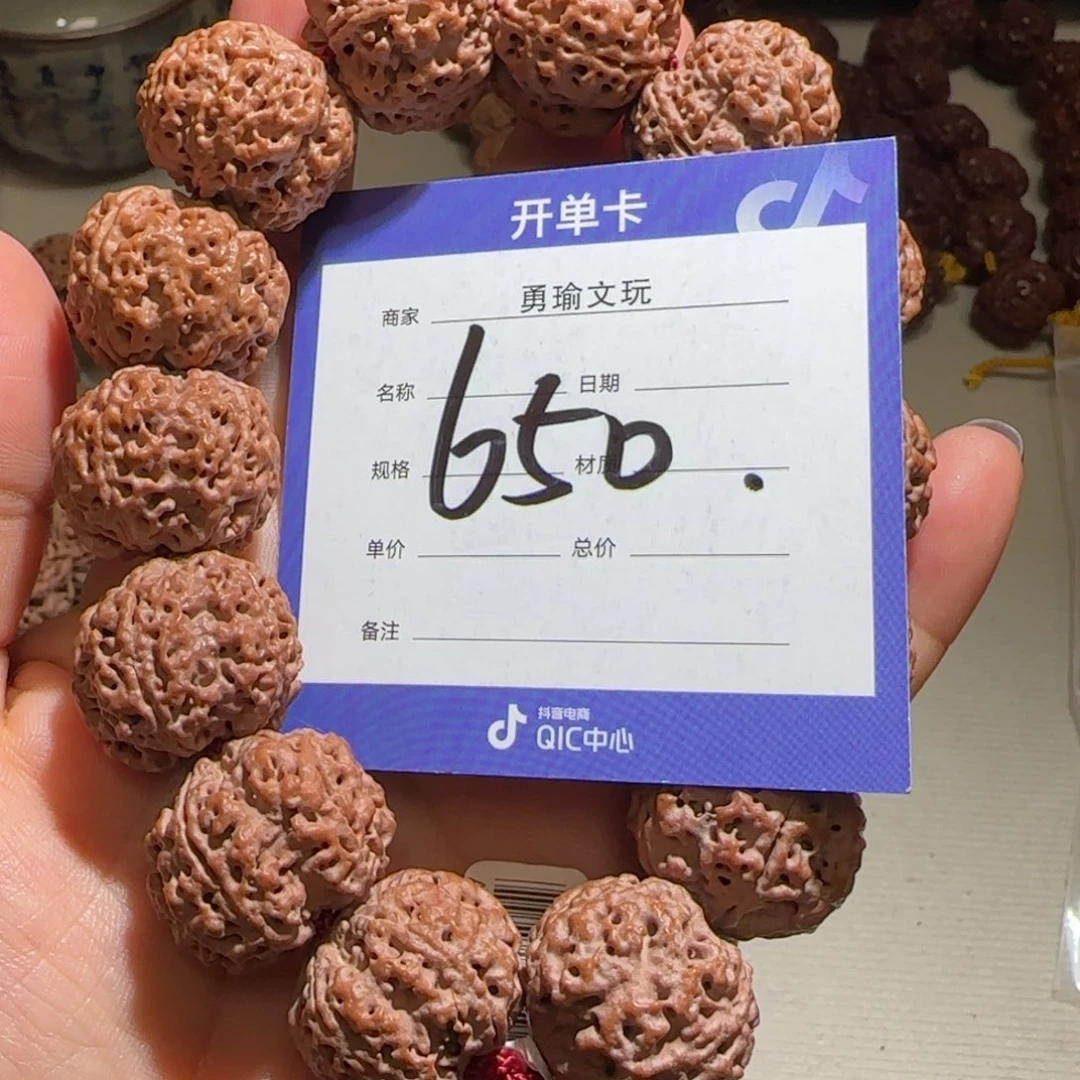 开单卡
商家 勇瑜文玩
名称 日期
650.
规格 材质
单价 总价
备注
抖音电商
QIC中心